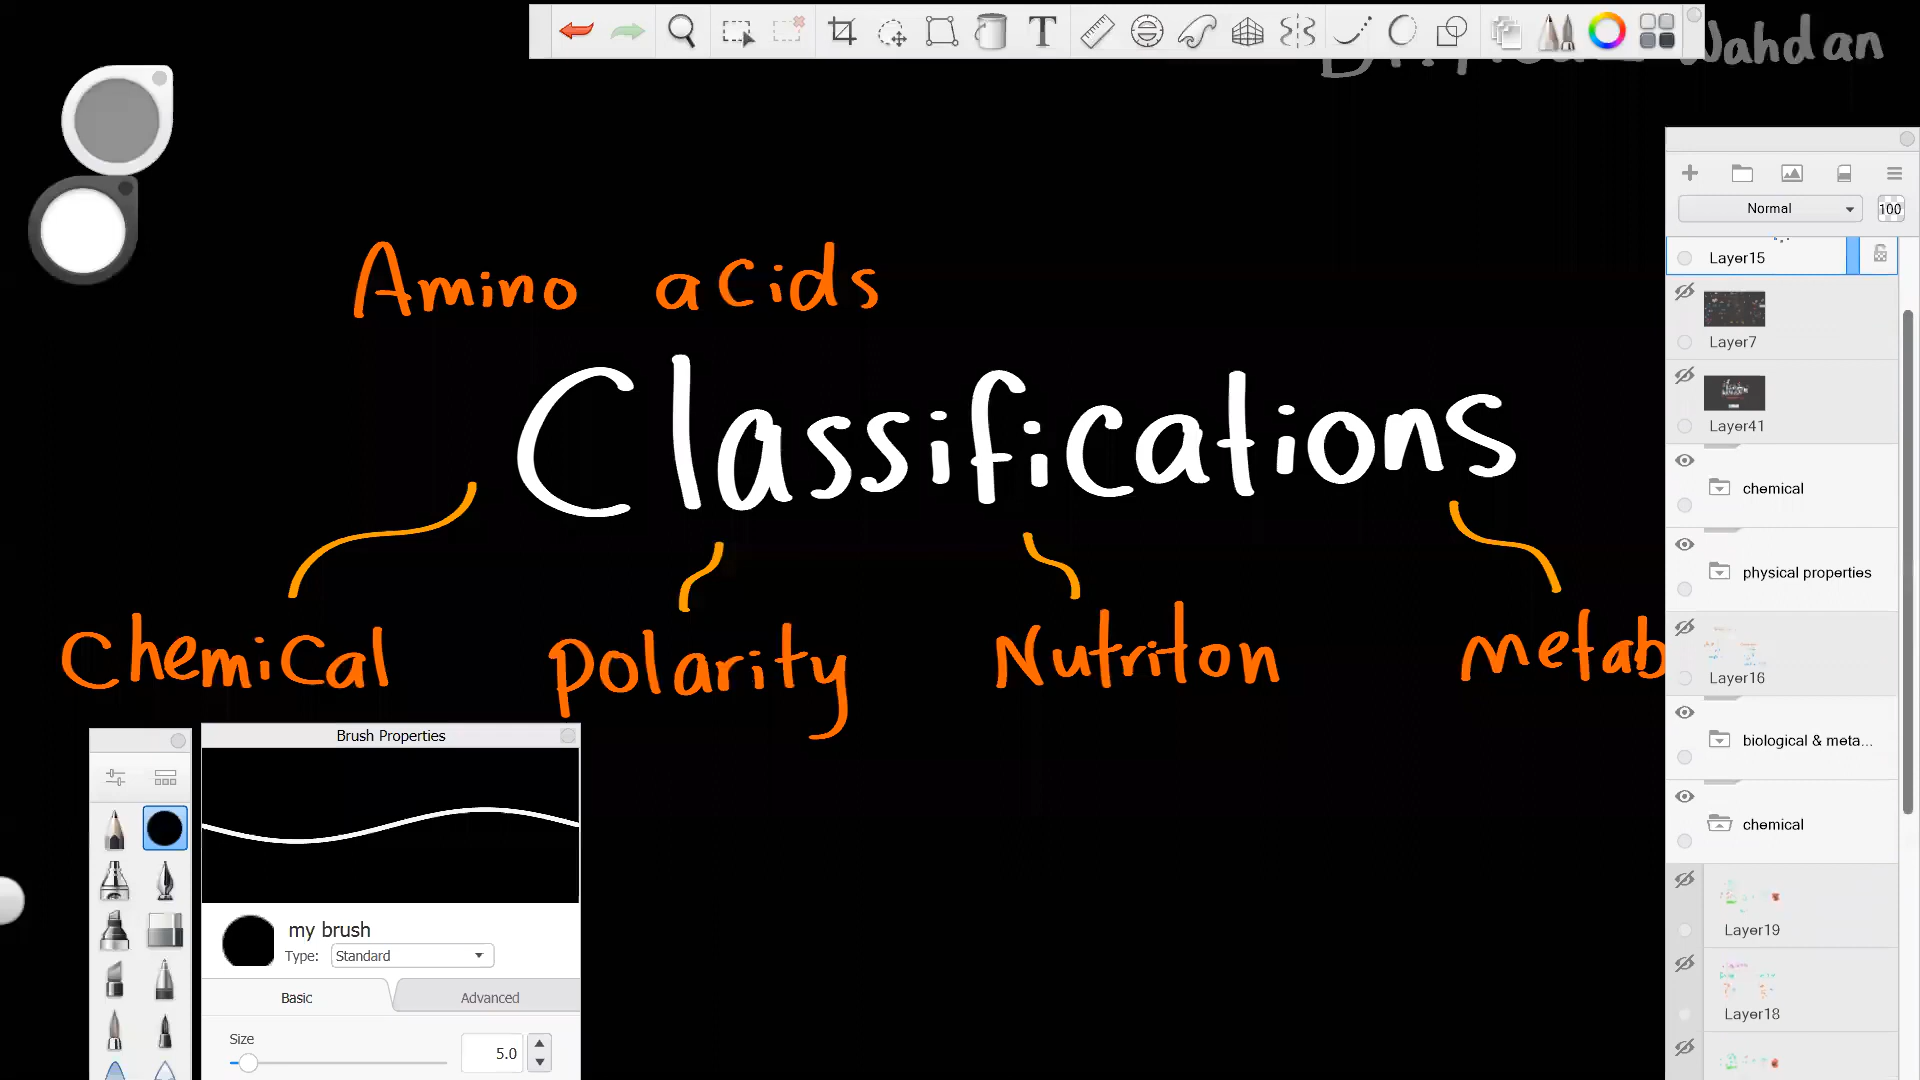 Wahdan
Normal
100
Layer15
Layer7
Amino acids
Layer41
Classifications
chemical
physical properties
Chemical polarity Nutriton metab
Layer16
Brush Properties
biological & meta...
chemical
my brush
Type: Standard
Layer19
Basic Advanced
Layer18
Size
5.0